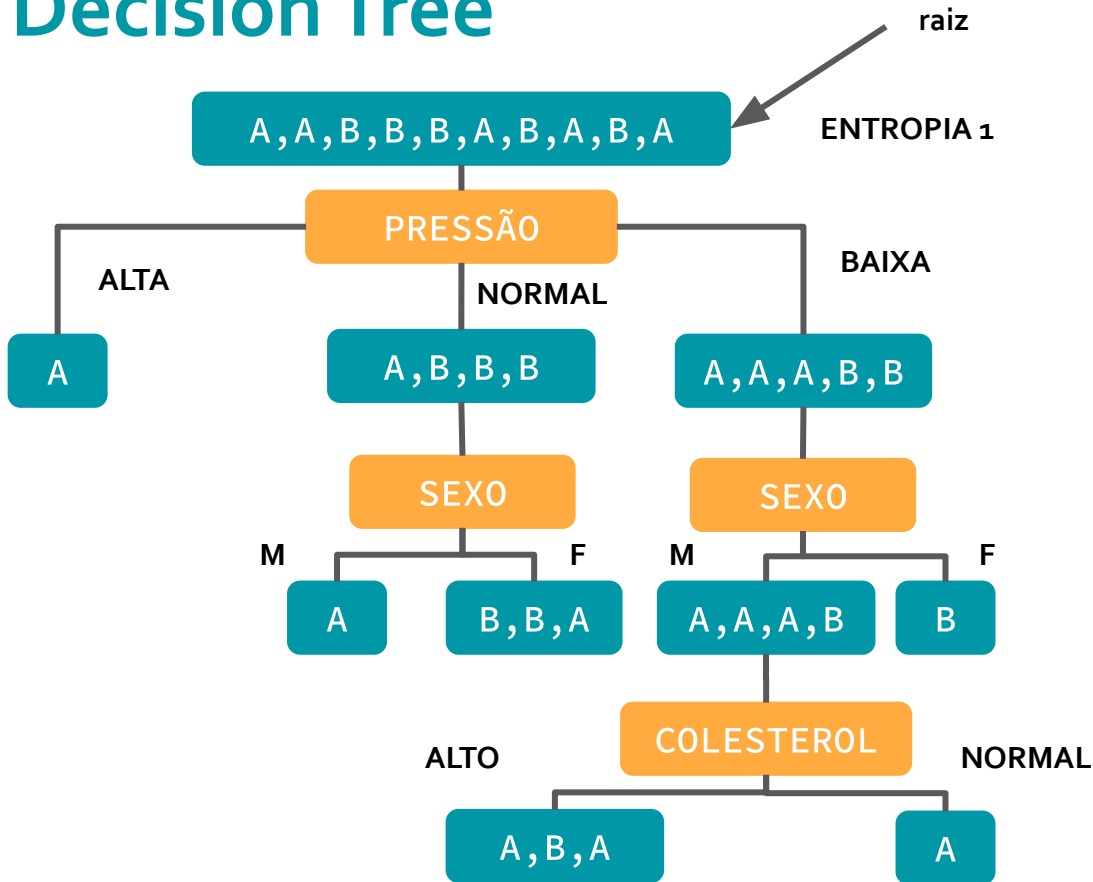 Decision Tree
raiz
A,A,B,B,B,A,B,A,B,A
ENTROPIA 1
PRESSÃO
ALTA
NORMAL
BAIXA
A
A,B,B,B
A,A,A,B,B
SEXO
SEXO
M
F
M
F
A
B,B,A
A,A,A,B
B
COLESTEROL
ALTO
NORMAL
A,B,A
A